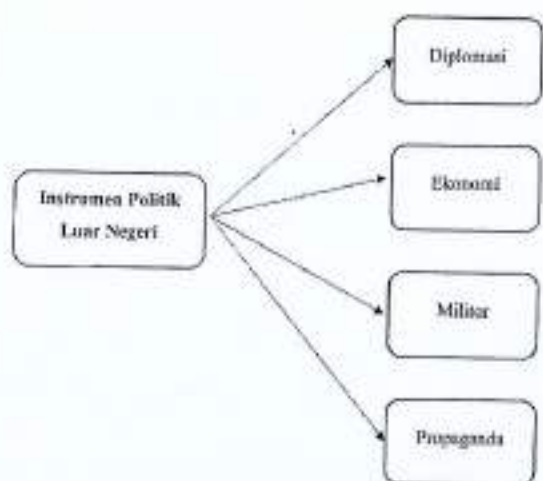 Diplomasi
Instrumen Politik
Luar Negeri
Ekonomi
Militer
Propaganda